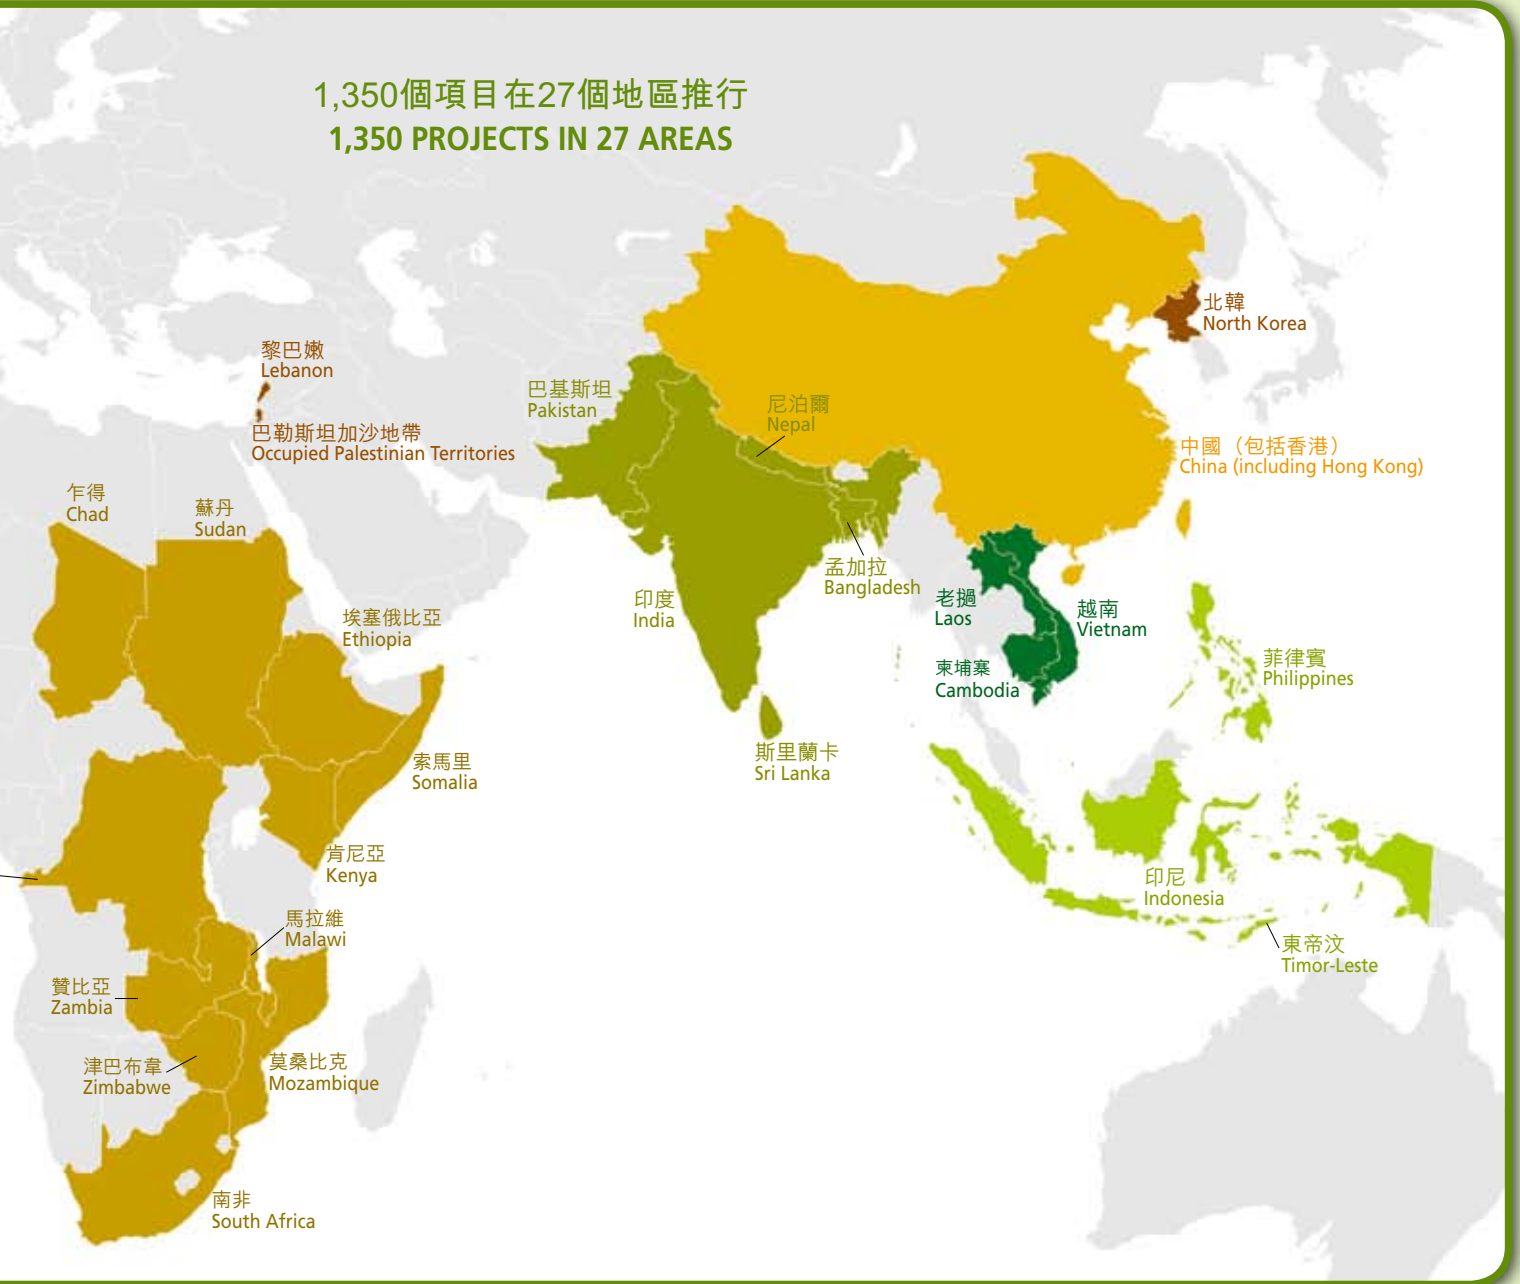 1,350個項目在27個地區推行
1,350 PROJECTS IN 27 AREAS
北韓
North Korea
黎巴嫩
Lebanon
巴基斯坦
Pakistan
尼泊爾
Nepal
巴勒斯坦加沙地帶
Occupied Palestinian Territories
中國（包括香港）
China (including Hong Kong)
乍得
Chad
蘇丹
Sudan
孟加拉
Bangladesh
印度
India
老撾
Laos
越南
Vietnam
埃塞俄比亞
Ethiopia
柬埔寨
Cambodia
菲律賓
Philippines
索馬里
Somalia
斯里蘭卡
Sri Lanka
肯尼亞
Kenya
印尼
Indonesia
馬拉維
Malawi
東帝汶
Timor-Leste
贊比亞
Zambia
津巴布韋
Zimbabwe
莫桑比克
Mozambique
南非
South Africa